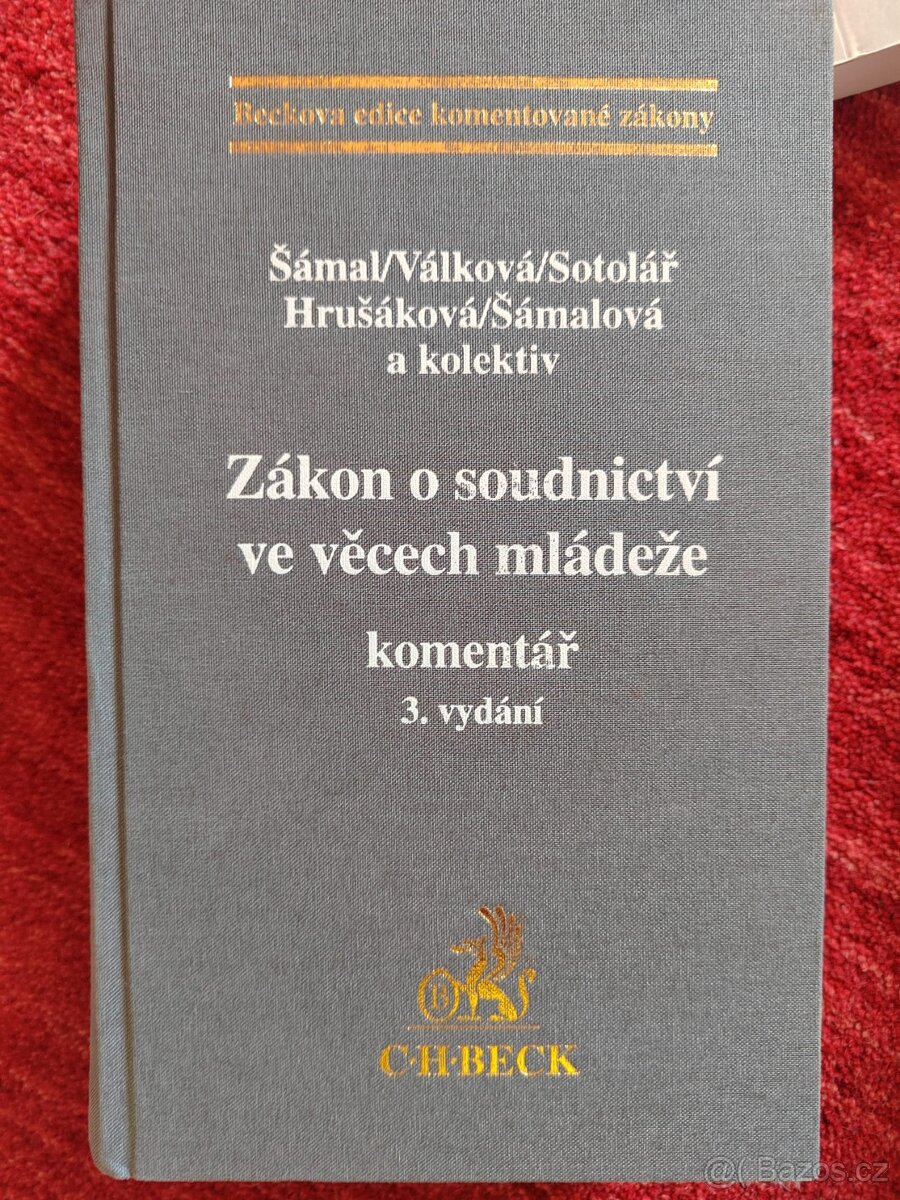 Beckova edice komentované zákony
Šámal/Válková/Sotolář
Hrušáková/Šámalová
a kolektiv
Zákon o soudnictví
ve věcech mládeže
komentář
3. vydání
B
C·H·BECK
@( Bazos.cz